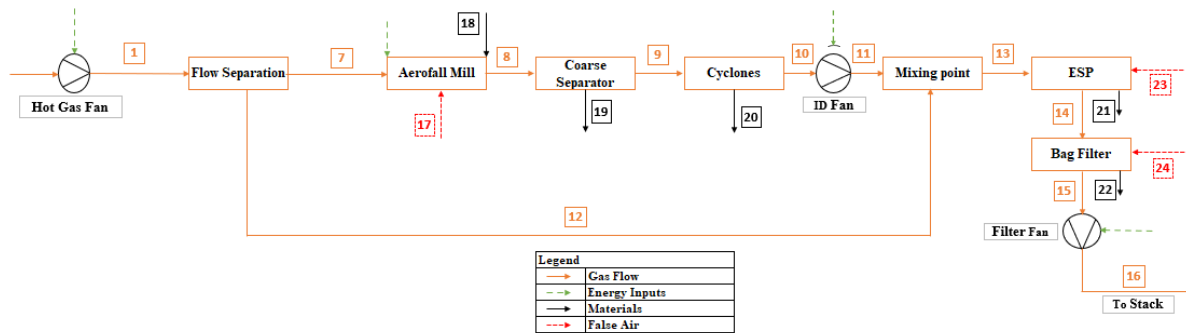 18
1
7
8
9
10
11
13
Flow Separation
Aerofall Mill
Coarse
Separator
Cyclones
Mixing point
ESP
23
Hot Gas Fan
ID Fan
17
19
20
14
21
Bag Filter
24
15
22
12
Filter Fan
Legend
Gas Flow
Energy Inputs
Materials
False Air
16
To Stack